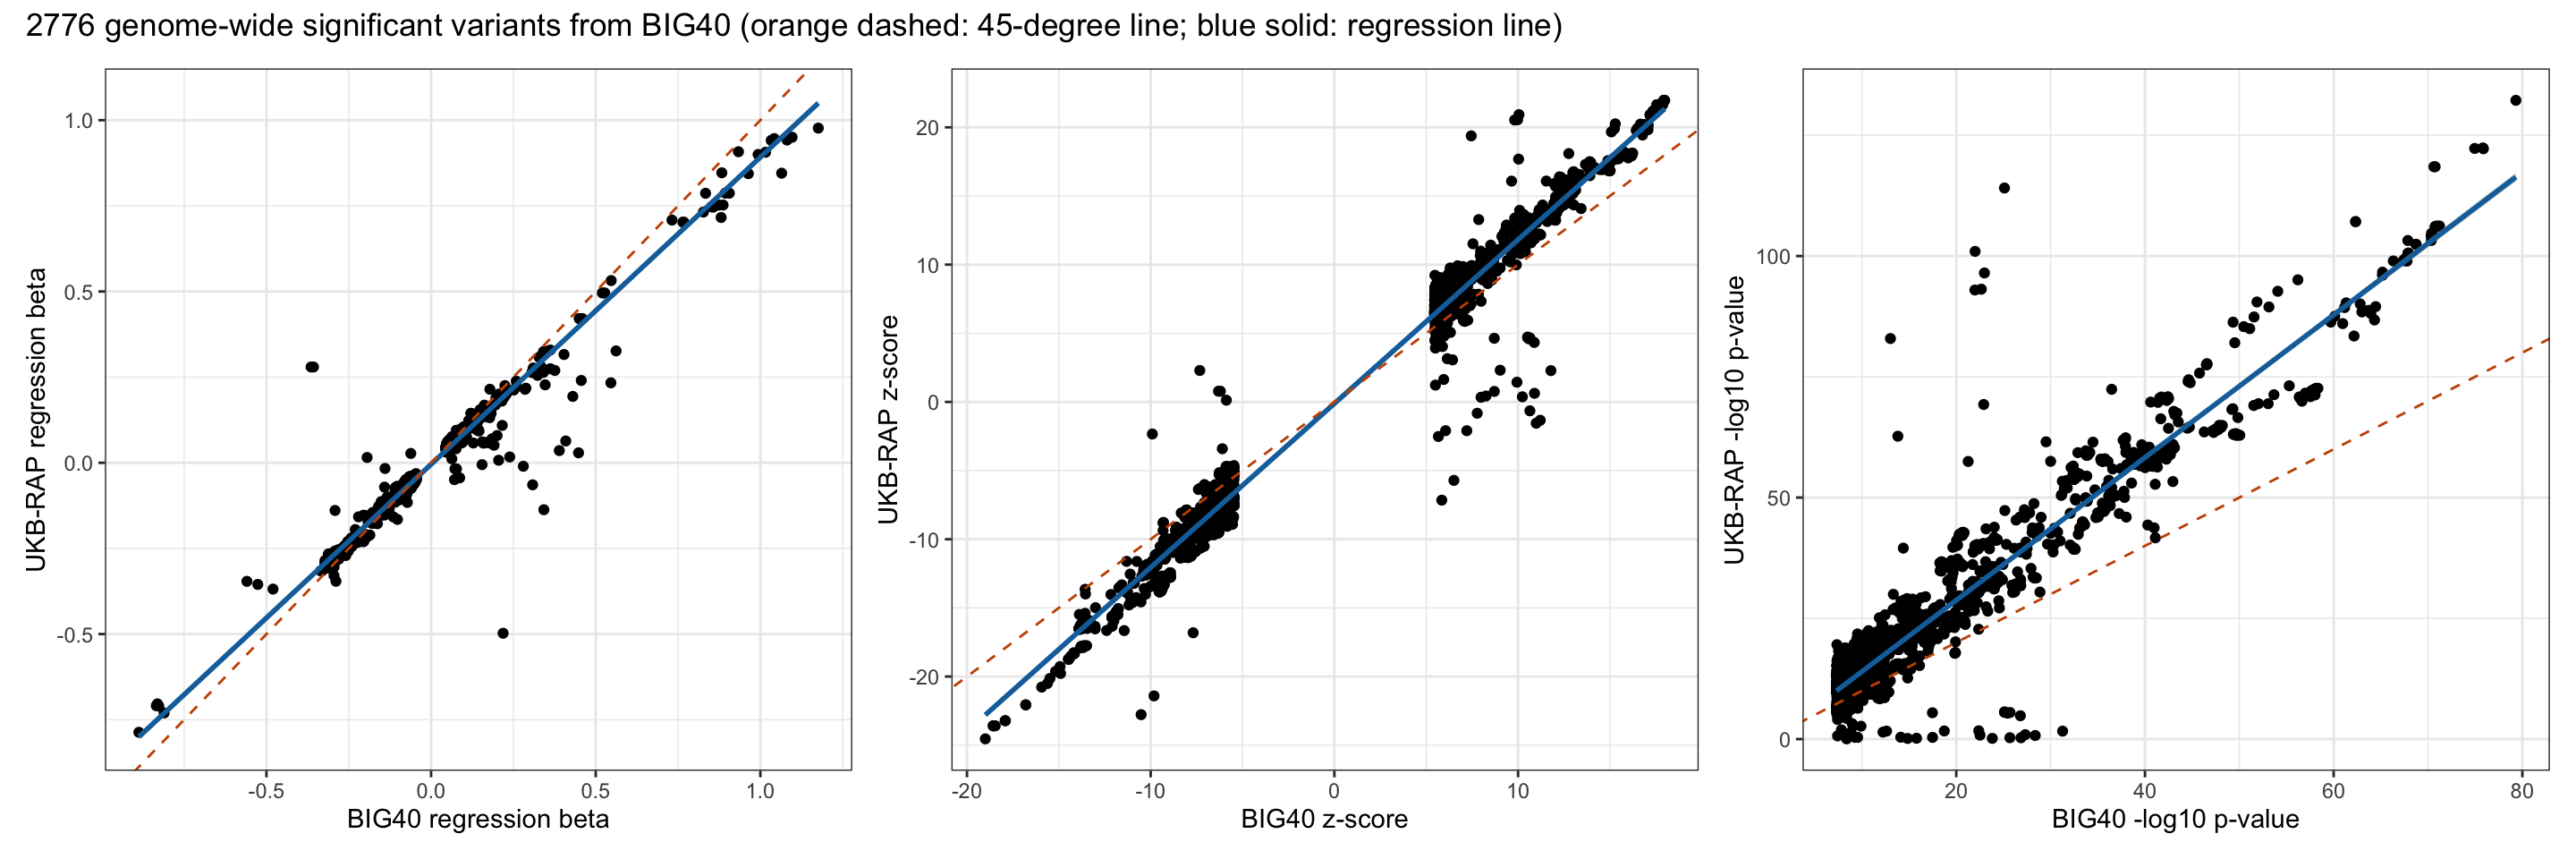 2776 genome-wide significant variants from BIG40 (orange dashed: 45-degree line; blue solid: regression line)
UKB-RAP regression beta
1.0
0.5
0.0
-0.5
-0.5 0.0 0.5 1.0
BIG40 regression beta
UKB-RAP z-score
20
10
0
-10
-20
-20 -10 0 10
BIG40 z-score
UKB-RAP -log10 p-value
100
50
0
20 40 60 80
BIG40 -log10 p-value